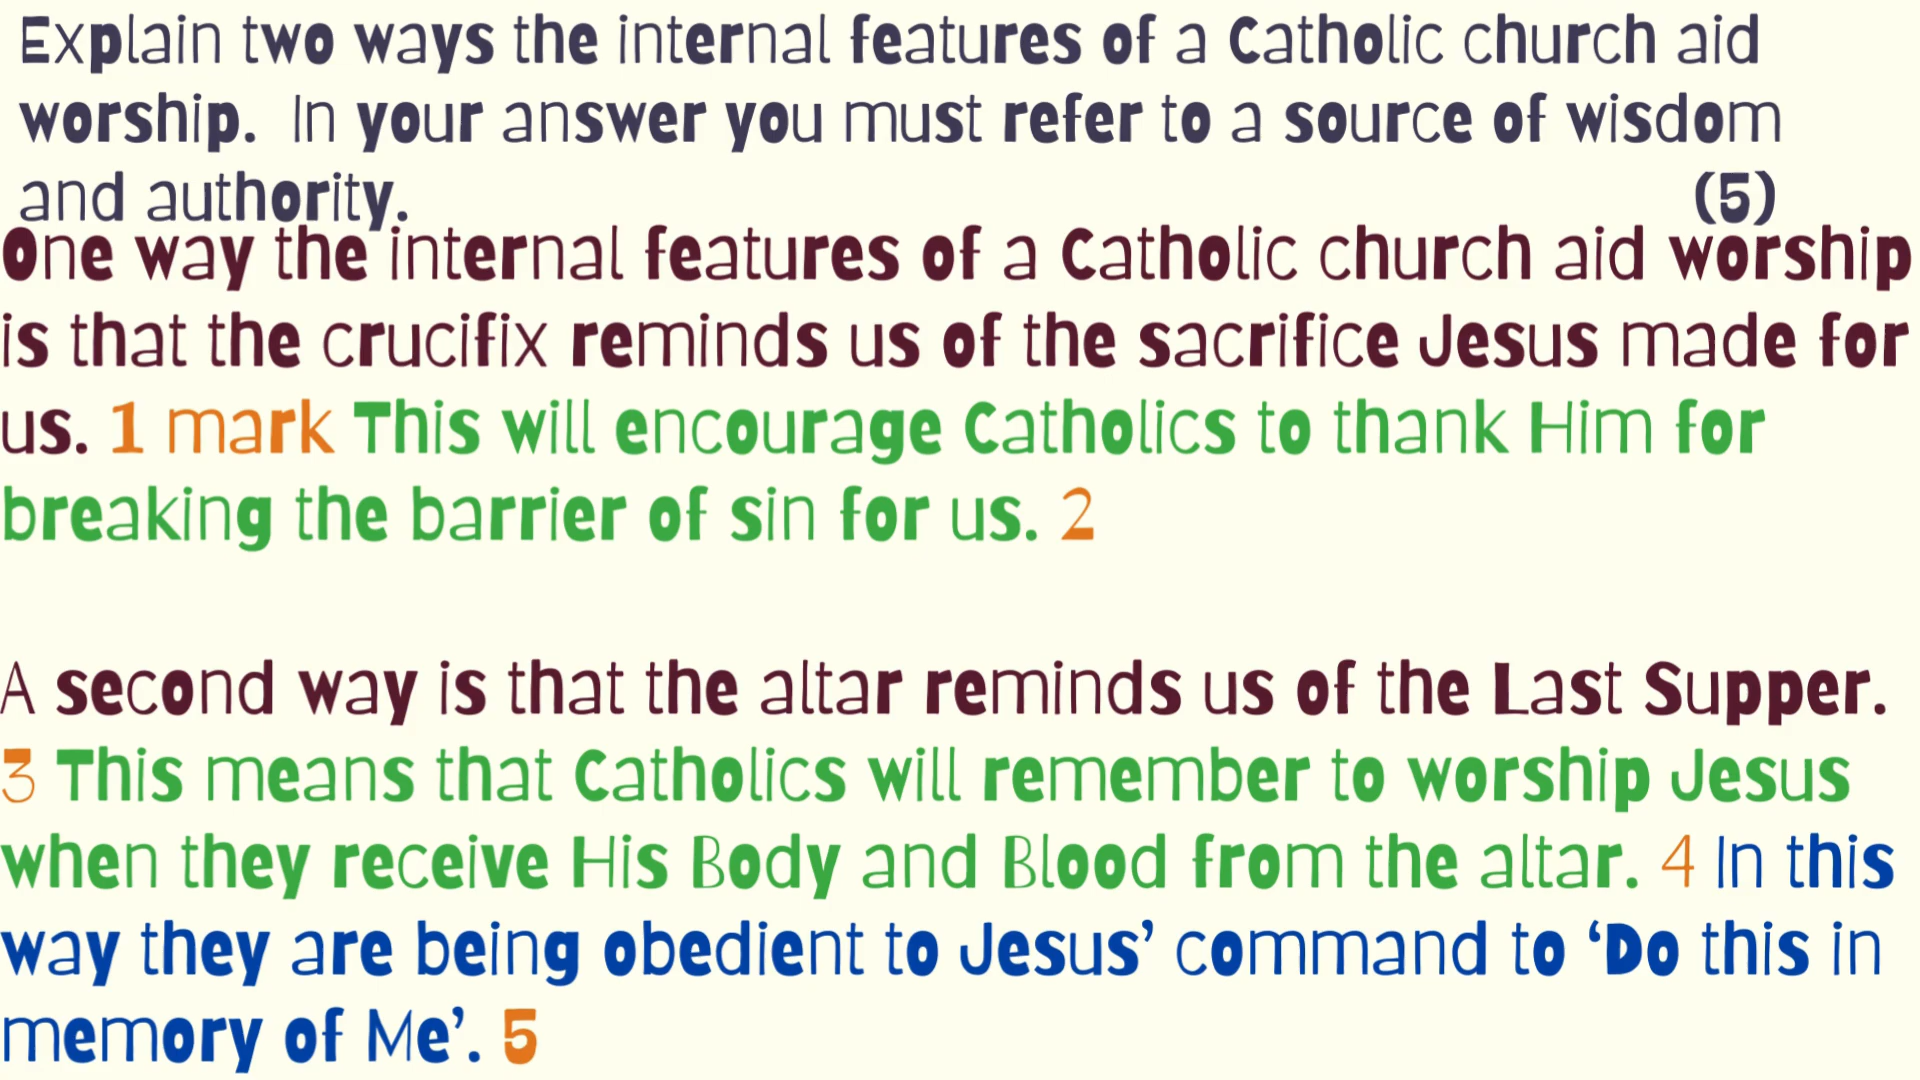 Explain two ways the internal features of a Catholic church aid
worship.  In your answer you must refer to a source of wisdom
and authority. (5)
One way the internal features of a Catholic church aid worship
is that the crucifix reminds us of the sacrifice Jesus made for
us. 1 mark This will encourage Catholics to thank Him for
breaking the barrier of sin for us. 2
A second way is that the altar reminds us of the Last Supper.
3 This means that Catholics will remember to worship Jesus
when they receive His Body and Blood from the altar. 4 In this
way they are being obedient to Jesus’ command to ‘Do this in
memory of Me’. 5